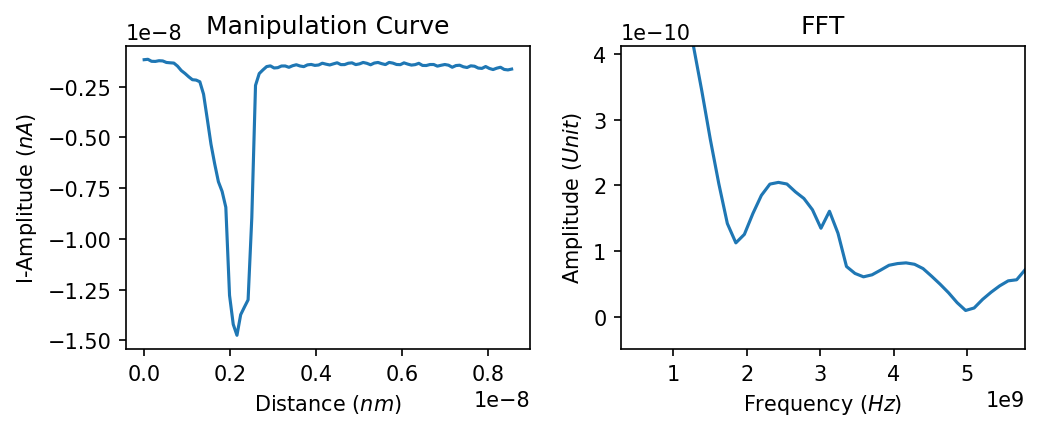 Manipulation Curve
1e−8
I-Amplitude (nA)
−0.25
−0.50
−0.75
−1.00
−1.25
−1.50
0.0 0.2 0.4 0.6 0.8
1e−8
Distance (nm)
FFT
1e−10
Amplitude (Unit)
4
3
2
1
0
1 2 3 4 5
1e9
Frequency (Hz)